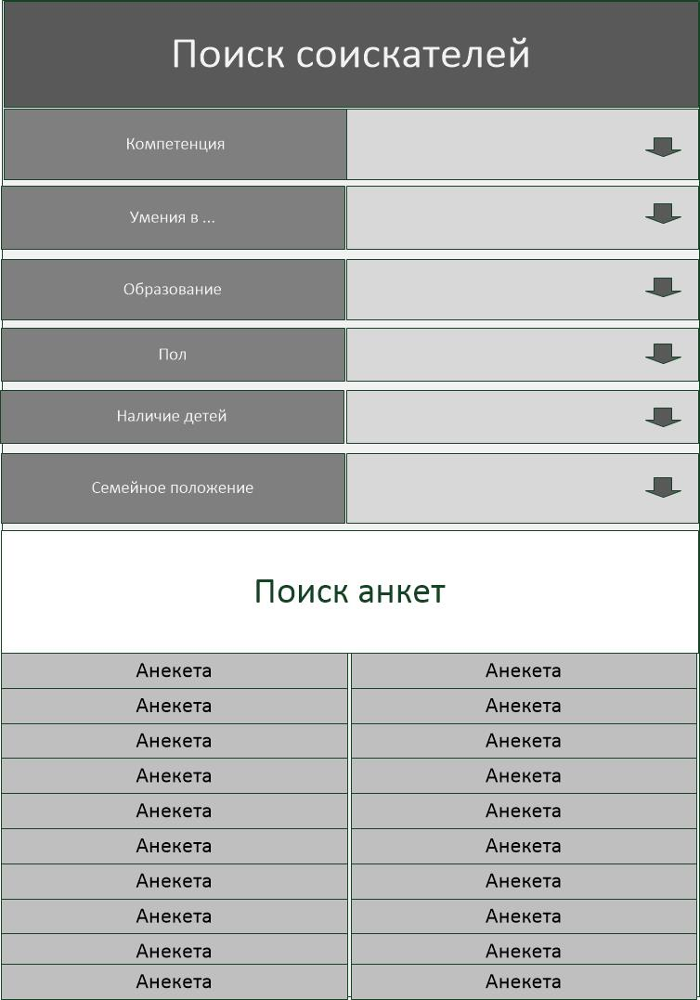 Поиск соискателей
Компетенция
Умения в ...
Образование
Пол
Наличие детей
Семейное положение
Поиск анкет
Анекета Анекета
Анекета Анекета
Анекета Анекета
Анекета Анекета
Анекета Анекета
Анекета Анекета
Анекета Анекета
Анекета Анекета
Анекета Анекета
Анекета Анекета